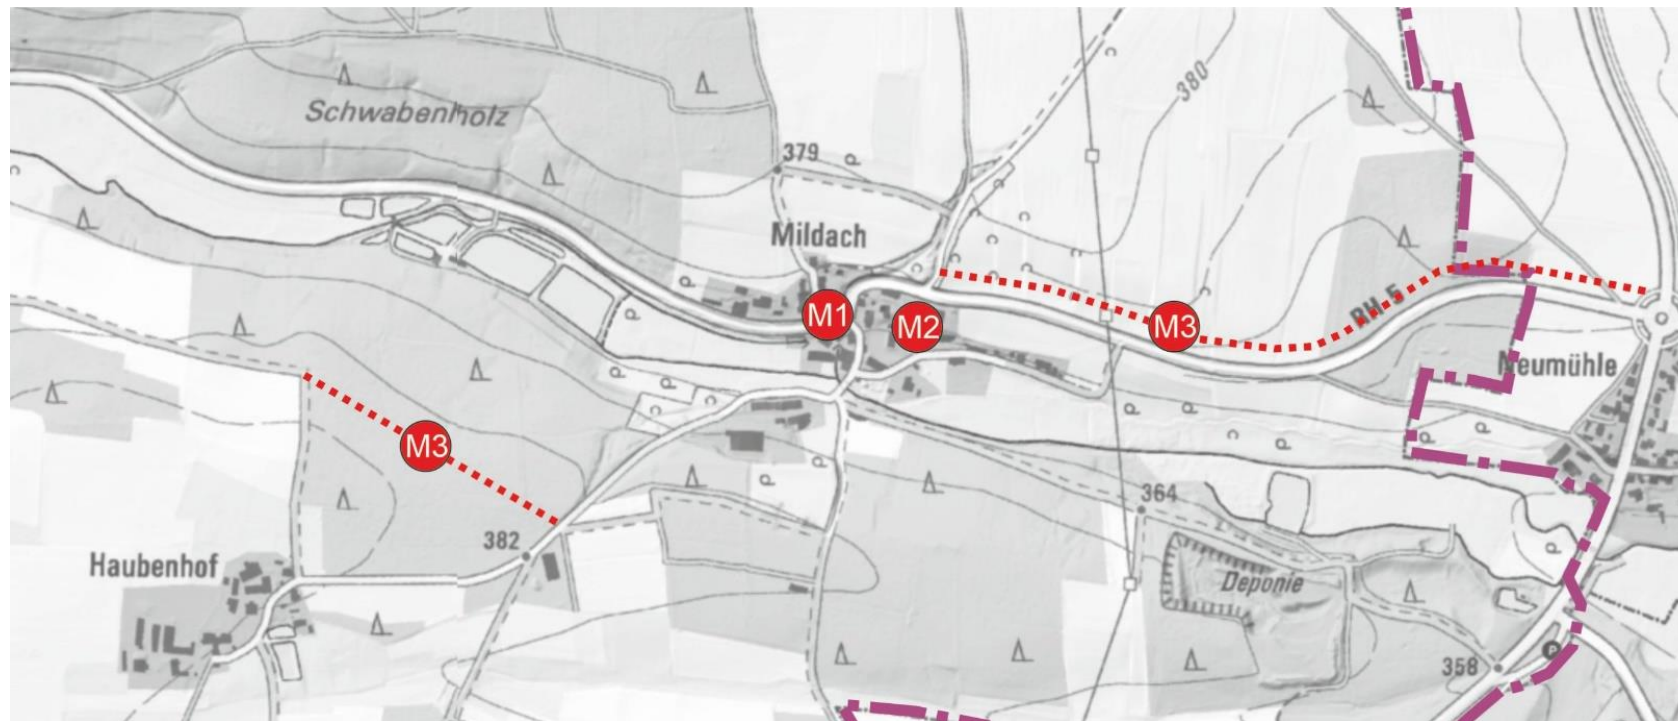 Schwabenholz
380
379
Mildach
M1
M2
M3
RH 5
Neumühle
M3
364
382
Haubenhof
Deponie
P
358